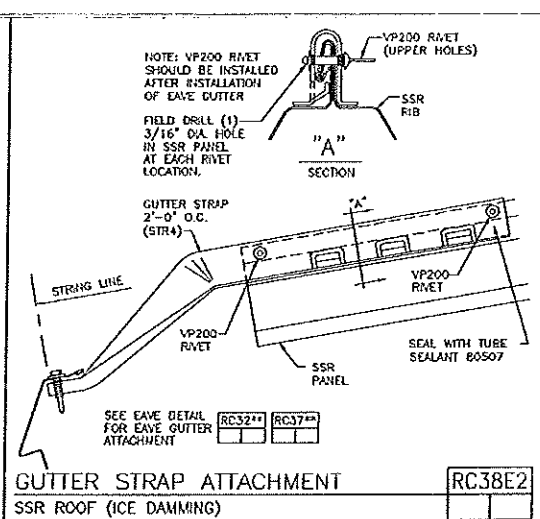 NOTE: VP200 RIVET
SHOULD BE INSTALLED
AFTER INSTALLATION
OF EAVE GUTTER
VP200 RIVET
(UPPER HOLES)
FIELD DRILL (1)
3/16" DIA. HOLE
IN SSR PANEL
AT EACH RIVET
LOCATION.
SSR
RIB
"A"
SECTION
GUTTER STRAP
2'-0" O.C.
(STR4)
"A"
STRING LINE
VP200
RIVET
VP200
RIVET
SSR
PANEL
SEAL WITH TUBE
SEALANT 80507
SEE EAVE DETAIL
FOR EAVE GUTTER
ATTACHMENT
RC32** RC37**
GUTTER STRAP ATTACHMENT
RC38E2
SSR ROOF (ICE DAMMING)